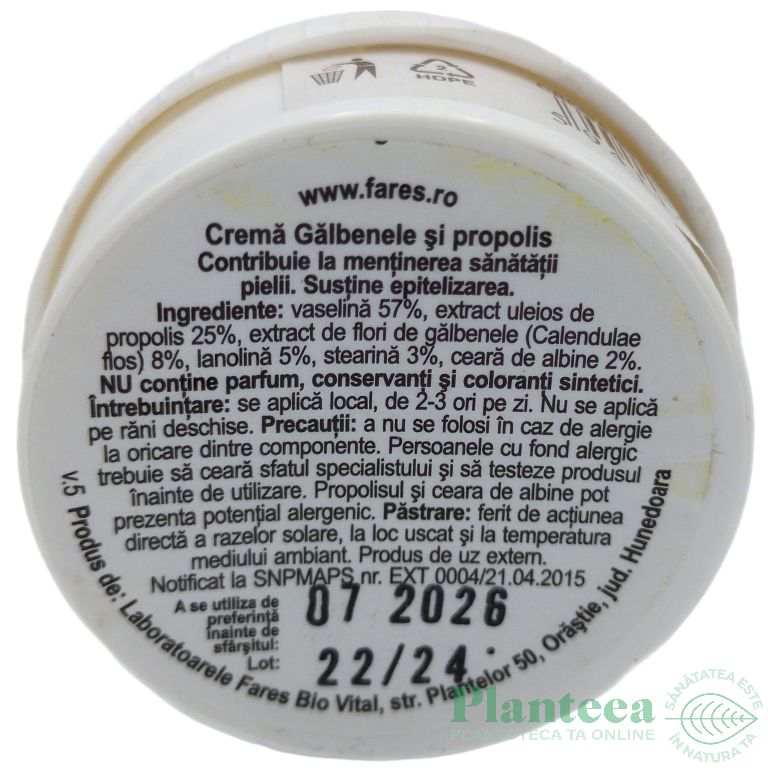 2
HDPE
www.fares.ro
Cremă Gălbenele şi propolis
Contribuie la menţinerea sănătăţii
pielii. Susţine epitelizarea.
Ingrediente: vaselină 57%, extract uleios de
propolis 25%, extract de flori de gălbenele (Calendulae
flos) 8%, lanolină 5%, stearină 3%, ceară de albine 2%.
NU conţine parfum, conservanţi şi coloranţi sintetici.
Întrebuinţare: se aplică local, de 2-3 ori pe zi. Nu se aplică
pe răni deschise. Precauţii: a nu se folosi în caz de alergie
la oricare dintre componente. Persoanele cu fond alergic
trebuie să ceară sfatul specialistului şi să testeze produsul
înainte de utilizare. Propolisul şi ceara de albine pot
prezenta potenţial alergenic. Păstrare: ferit de acţiunea
directă a razelor solare, la loc uscat şi la temperatura
mediului ambiant. Produs de uz extern.
Notificat la SNPMAPS nr. EXT 0004/21.04.2015
A se utiliza de
preferinţă
înainte de
sfârşitul:
07 2026
Lot:
22/24
v.5 Produs de: Laboratoarele Fares Bio Vital, str. Plantelor 50, Orăştie, jud. Hunedoara
Planteea
PLANTOTECA TA ONLINE
SĂNĂTATEA ESTE
ÎN NATURA TA